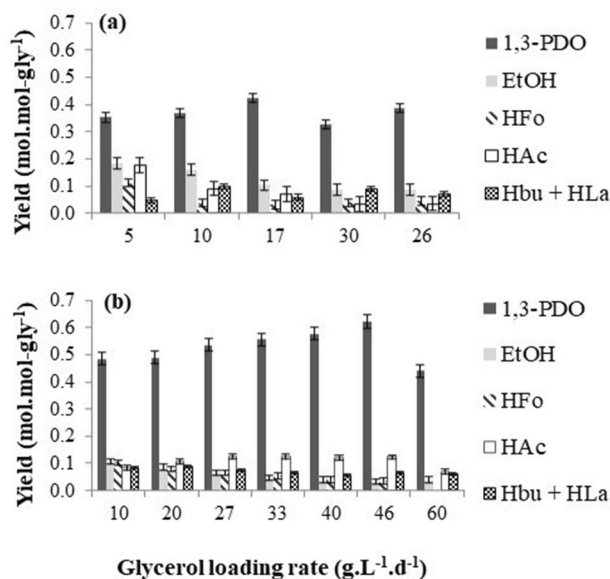 (a)
Yield (mol.mol-gly⁻¹)
0.7
0.6
0.5
0.4
0.3
0.2
0.1
0.0
5 10 17 30 26
1,3-PDO
EtOH
HFo
HAc
Hbu + HLa
(b)
Yield (mol.mol-gly⁻¹)
0.7
0.6
0.5
0.4
0.3
0.2
0.1
0.0
10 20 27 33 40 46 60
1,3-PDO
EtOH
HFo
HAc
Hbu + HLa
Glycerol loading rate (g.L⁻¹.d⁻¹)